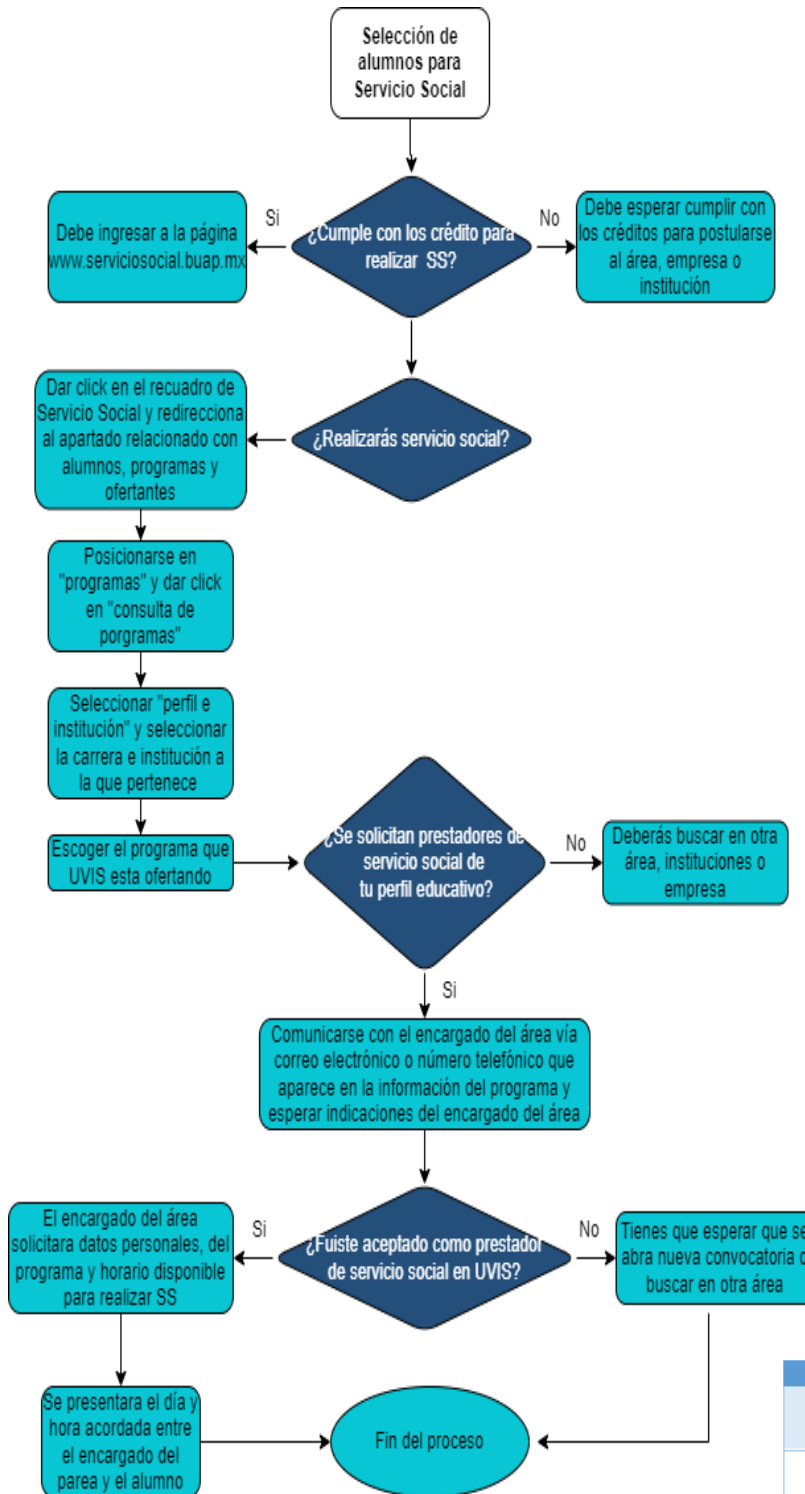 Selección de
alumnos para
Servicio Social
Si
No
Debe ingresar a la página
www.serviciosocial.buap.mx
¿Cumple con los crédito para
realizar SS?
Debe esperar cumplir con
los créditos para postularse
al área, empresa o
institución
Dar click en el recuadro de
Servicio Social y redirecciona
al apartado relacionado con
alumnos, programas y
ofertantes
¿Realizarás servicio social?
Posicionarse en
"programas" y dar click
en "consulta de
porgramas"
Seleccionar "perfil e
institución" y seleccionar
la carrera e institución a
la que pertenece
Escoger el programa que
UVIS esta ofertando
¿Se solicitan prestadores de
servicio social de
tu perfil educativo?
No
Deberás buscar en otra
área, instituciones o
empresa
Si
Comunicarse con el encargado del área vía
correo electrónico o número telefónico que
aparece en la información del programa y
esperar indicaciones del encargado del área
El encargado del área
solicitara datos personales, del
programa y horario disponible
para realizar SS
Si
¿Fuiste aceptado como prestador
de servicio social en UVIS?
No
Tienes que esperar que se
abra nueva convocatoria o
buscar en otra área
Se presentara el día y
hora acordada entre
el encargado del
parea y el alumno
Fin del proceso